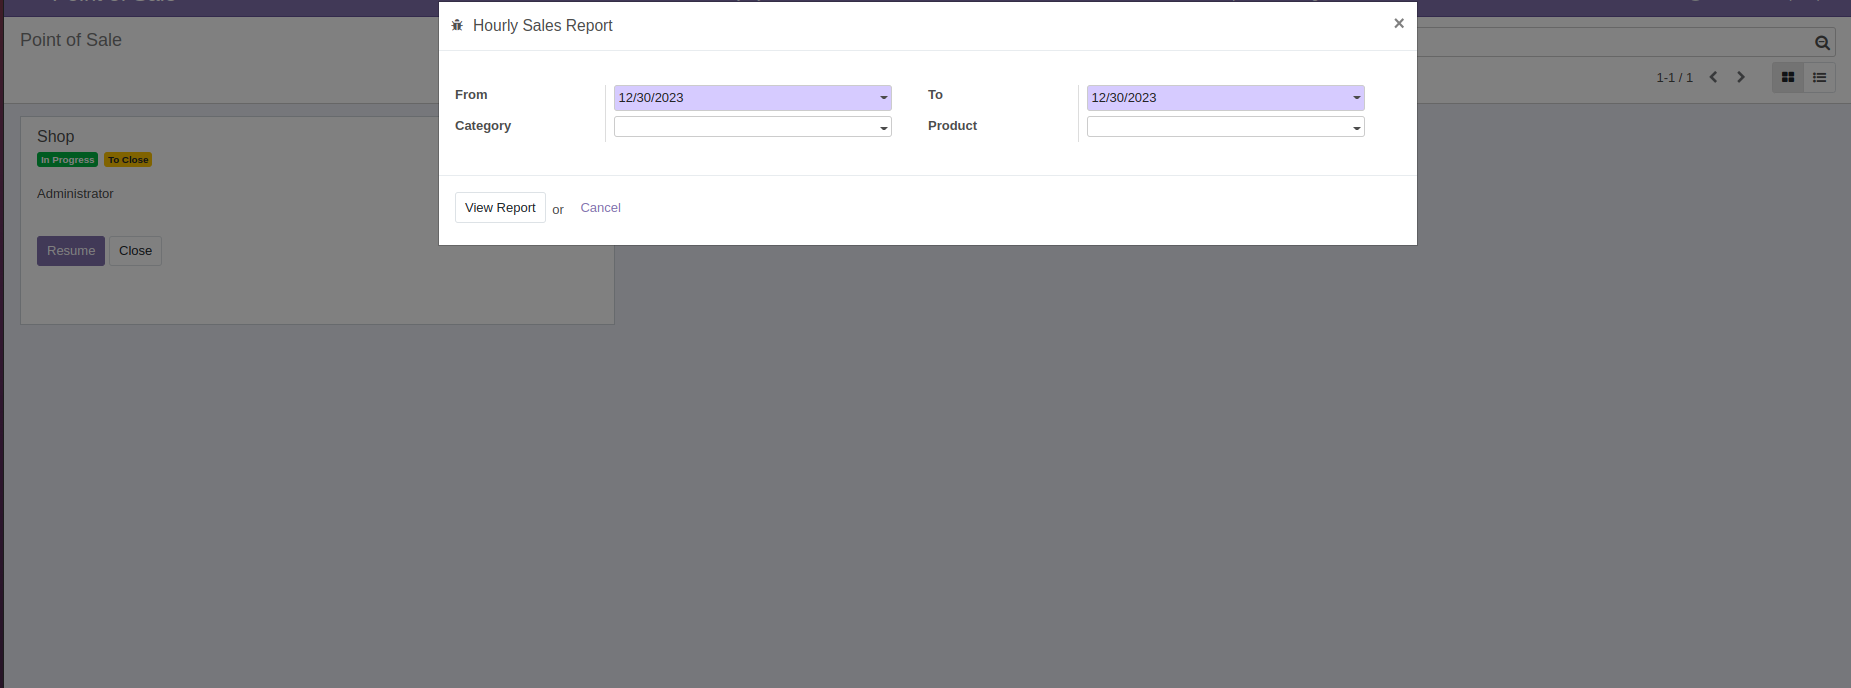 Hourly Sales Report
×
Point of Sale
1-1 / 1
From 12/30/2023 To 12/30/2023
Category Product
Shop
In Progress To Close
Administrator
View Report or Cancel
Resume Close